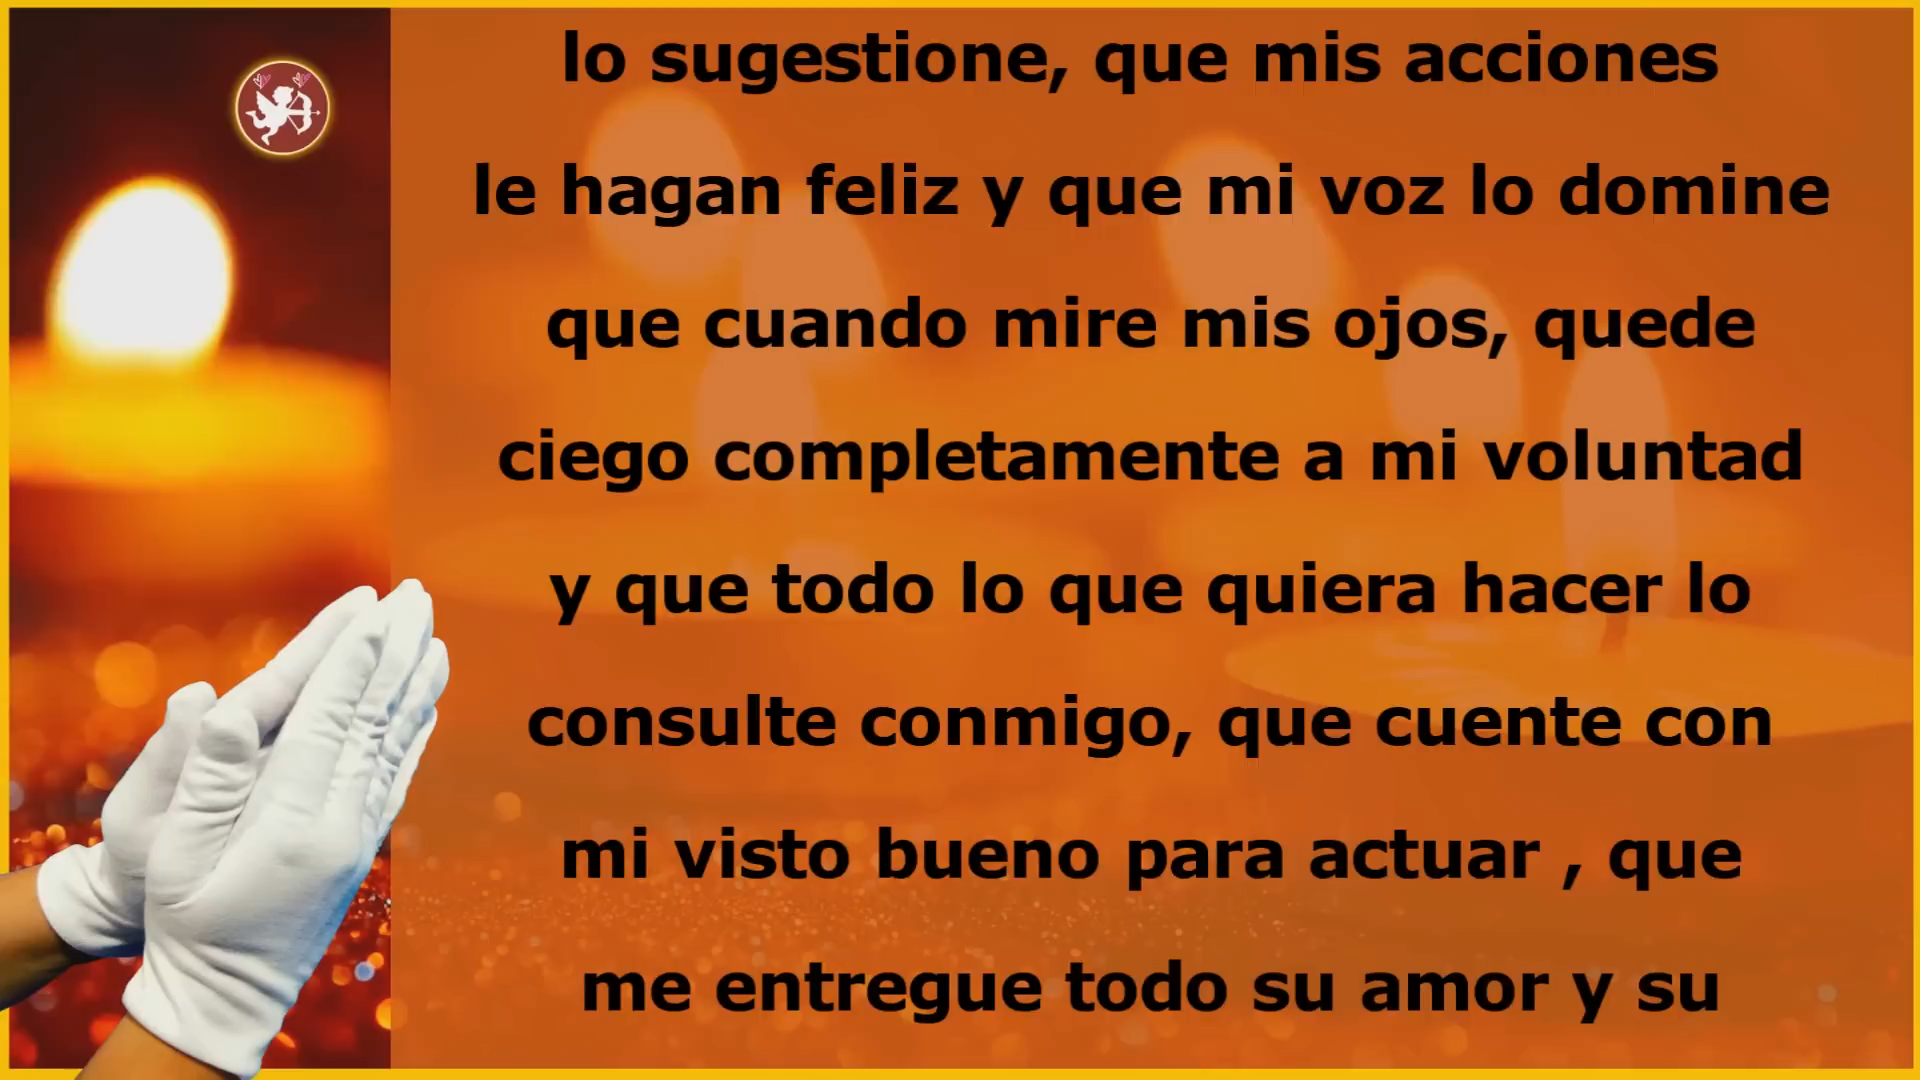 lo sugestione, que mis acciones
le hagan feliz y que mi voz lo domine
que cuando mire mis ojos, quede
ciego completamente a mi voluntad
y que todo lo que quiera hacer lo
consulte conmigo, que cuente con
mi visto bueno para actuar , que
me entregue todo su amor y su